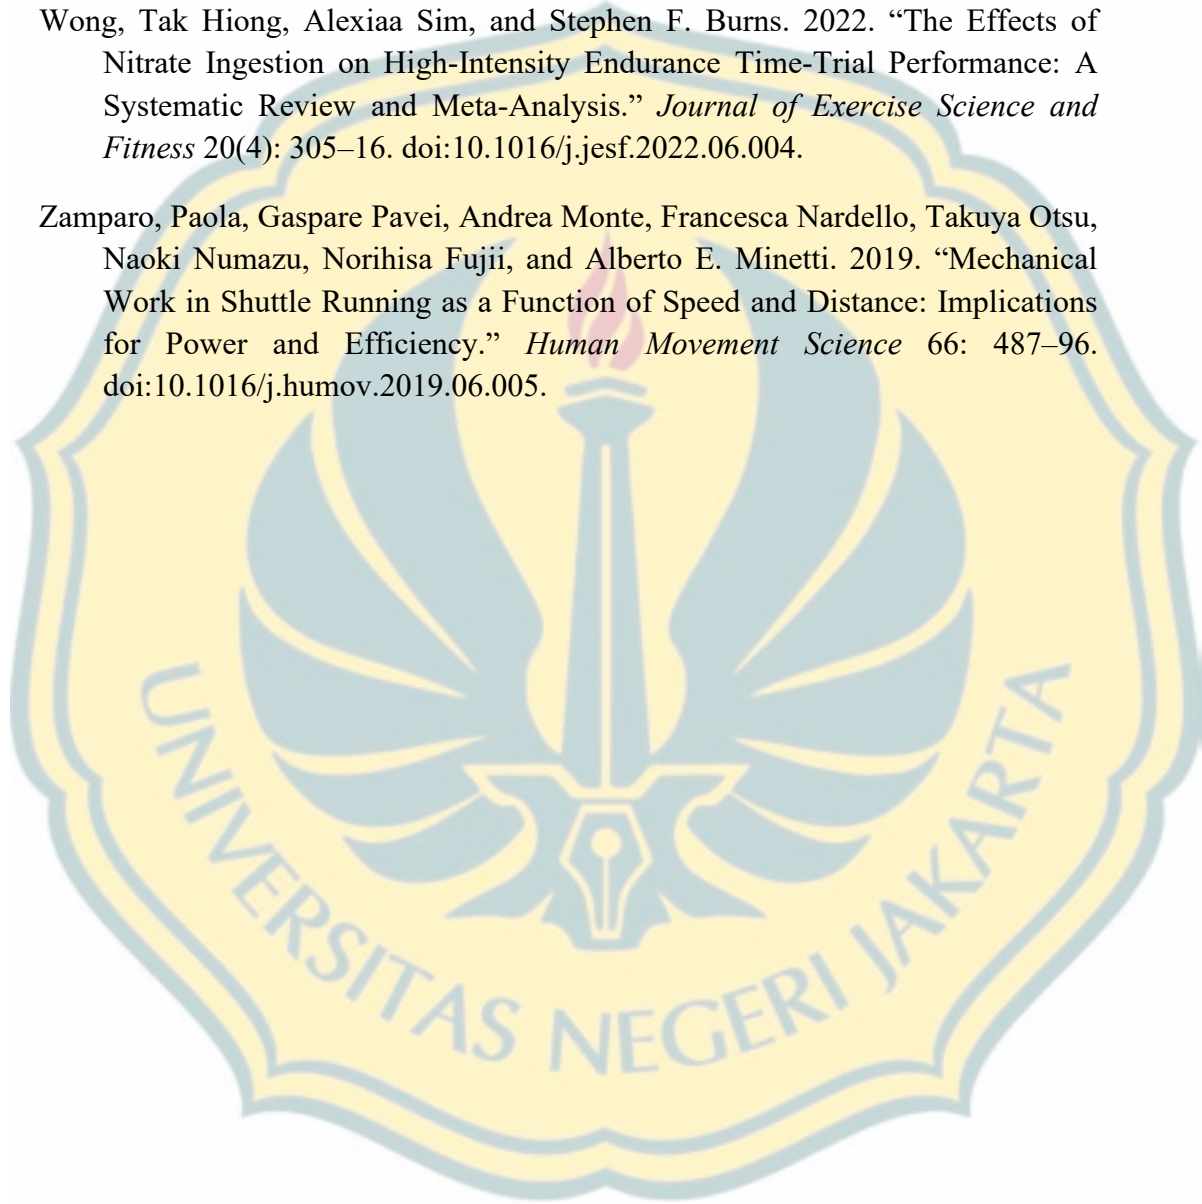 Wong, Tak Hiong, Alexiaa Sim, and Stephen F. Burns. 2022. “The Effects of
Nitrate Ingestion on High-Intensity Endurance Time-Trial Performance: A
Systematic Review and Meta-Analysis.” Journal of Exercise Science and
Fitness 20(4): 305–16. doi:10.1016/j.jesf.2022.06.004.
Zamparo, Paola, Gaspare Pavei, Andrea Monte, Francesca Nardello, Takuya Otsu,
Naoki Numazu, Norihisa Fujii, and Alberto E. Minetti. 2019. “Mechanical
Work in Shuttle Running as a Function of Speed and Distance: Implications
for Power and Efficiency.” Human Movement Science 66: 487–96.
doi:10.1016/j.humov.2019.06.005.
UNIVERSITAS NEGERI JAKARTA